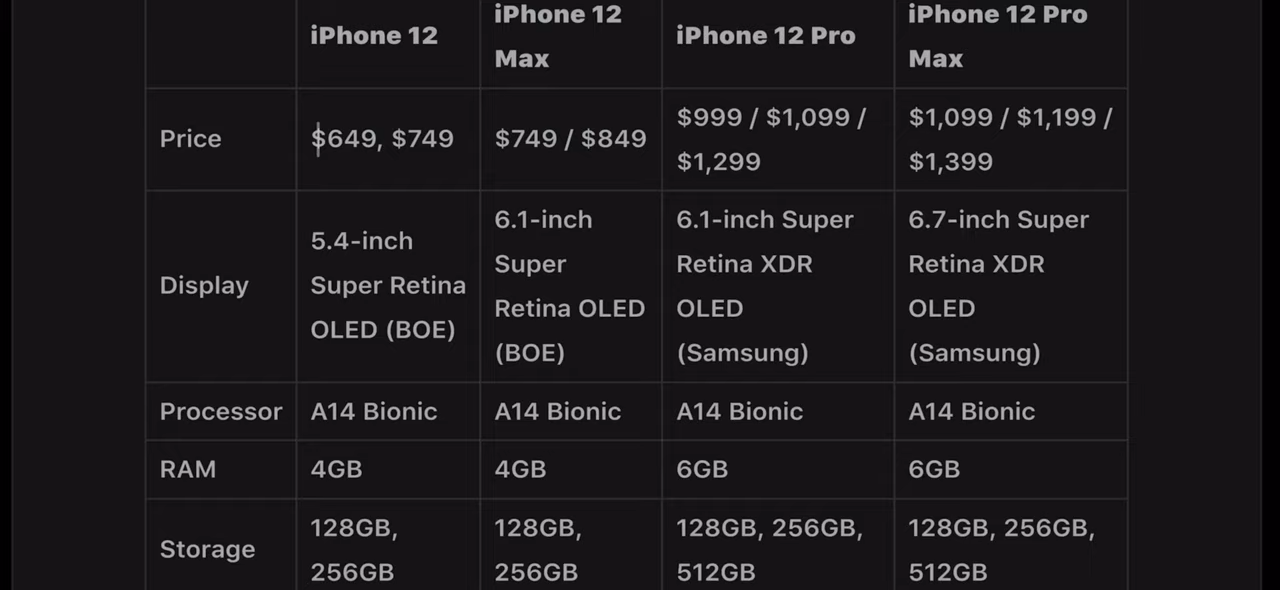 iPhone 12
iPhone 12
Max
iPhone 12 Pro
iPhone 12 Pro
Max
Price
$649, $749
$749 / $849
$999 / $1,099 /
$1,299
$1,099 / $1,199 /
$1,399
Display
5.4-inch
Super Retina
OLED (BOE)
6.1-inch
Super
Retina OLED
(BOE)
6.1-inch Super
Retina XDR
OLED
(Samsung)
6.7-inch Super
Retina XDR
OLED
(Samsung)
Processor
A14 Bionic
A14 Bionic
A14 Bionic
A14 Bionic
RAM
4GB
4GB
6GB
6GB
Storage
128GB,
256GB
128GB,
256GB
128GB, 256GB,
512GB
128GB, 256GB,
512GB